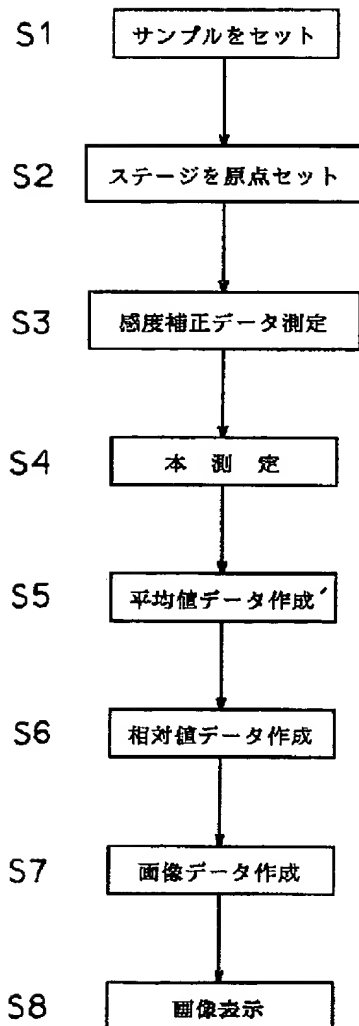 S1 サンプルをセット
S2 ステージを原点セット
S3 感度補正データ測定
S4 本 測 定
S5 平均値データ作成
S6 相対値データ作成
S7 画像データ作成
S8 画像表示